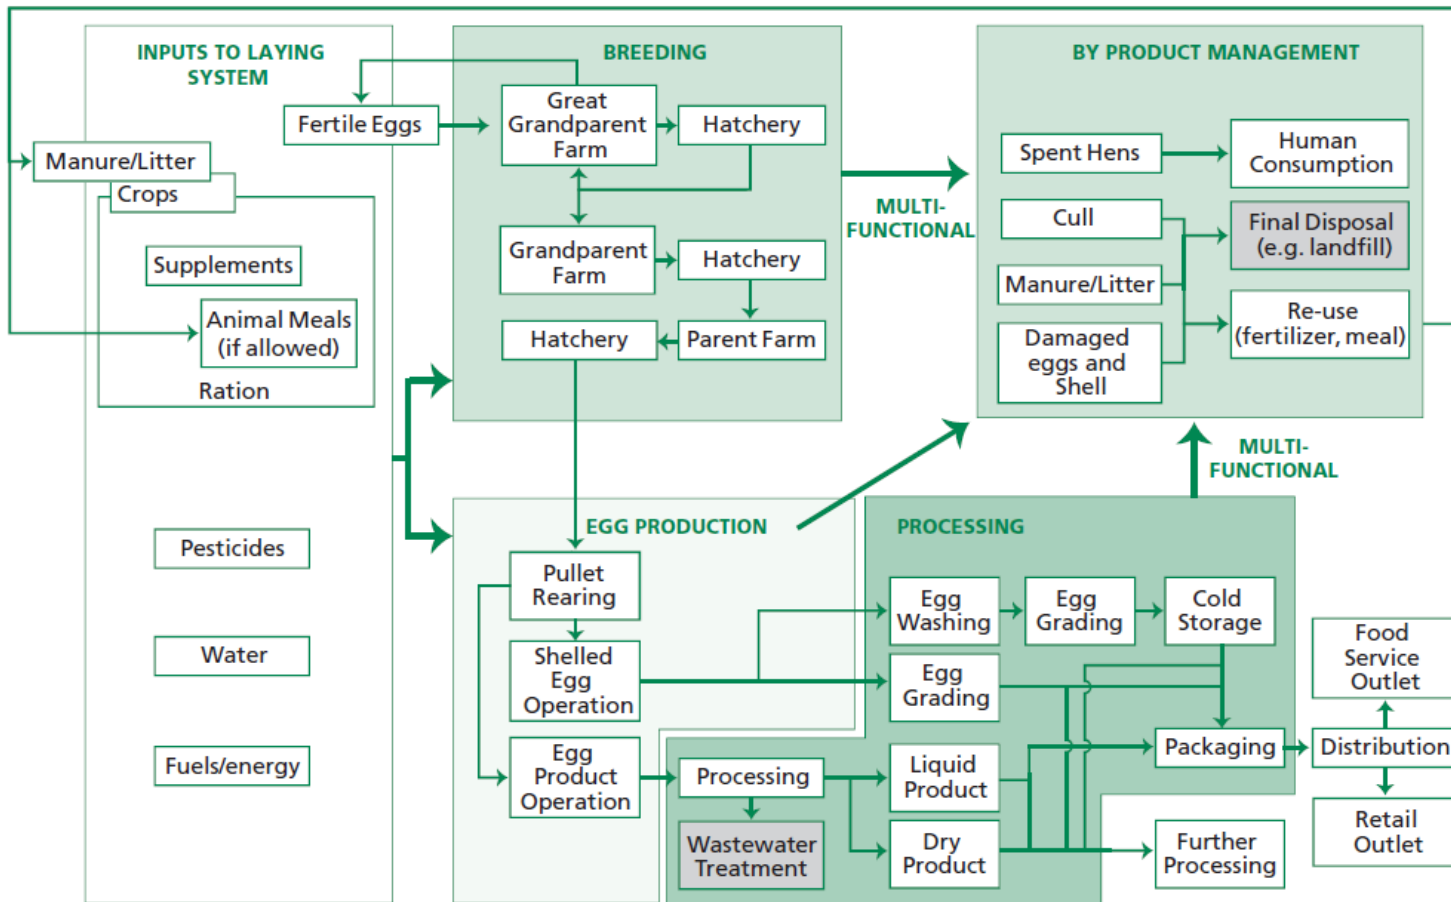 INPUTS TO LAYING
SYSTEM
Fertile Eggs
Manure/Litter
Crops
Supplements
Animal Meals
(if allowed)
Ration
Pesticides
Water
Fuels/energy
BREEDING
Great
Grandparent
Farm
Hatchery
Grandparent
Farm
Hatchery
Hatchery
Parent Farm
MULTI-
FUNCTIONAL
BY PRODUCT MANAGEMENT
Spent Hens
Human
Consumption
Cull
Final Disposal
(e.g. landfill)
Manure/Litter
Re-use
(fertilizer, meal)
Damaged
eggs and
Shell
MULTI-
FUNCTIONAL
EGG PRODUCTION
Pullet
Rearing
Shelled
Egg
Operation
Egg
Product
Operation
PROCESSING
Egg
Washing
Egg
Grading
Cold
Storage
Egg
Grading
Processing
Liquid
Product
Packaging
Wastewater
Treatment
Dry
Product
Further
Processing
Food
Service
Outlet
Distribution
Retail
Outlet